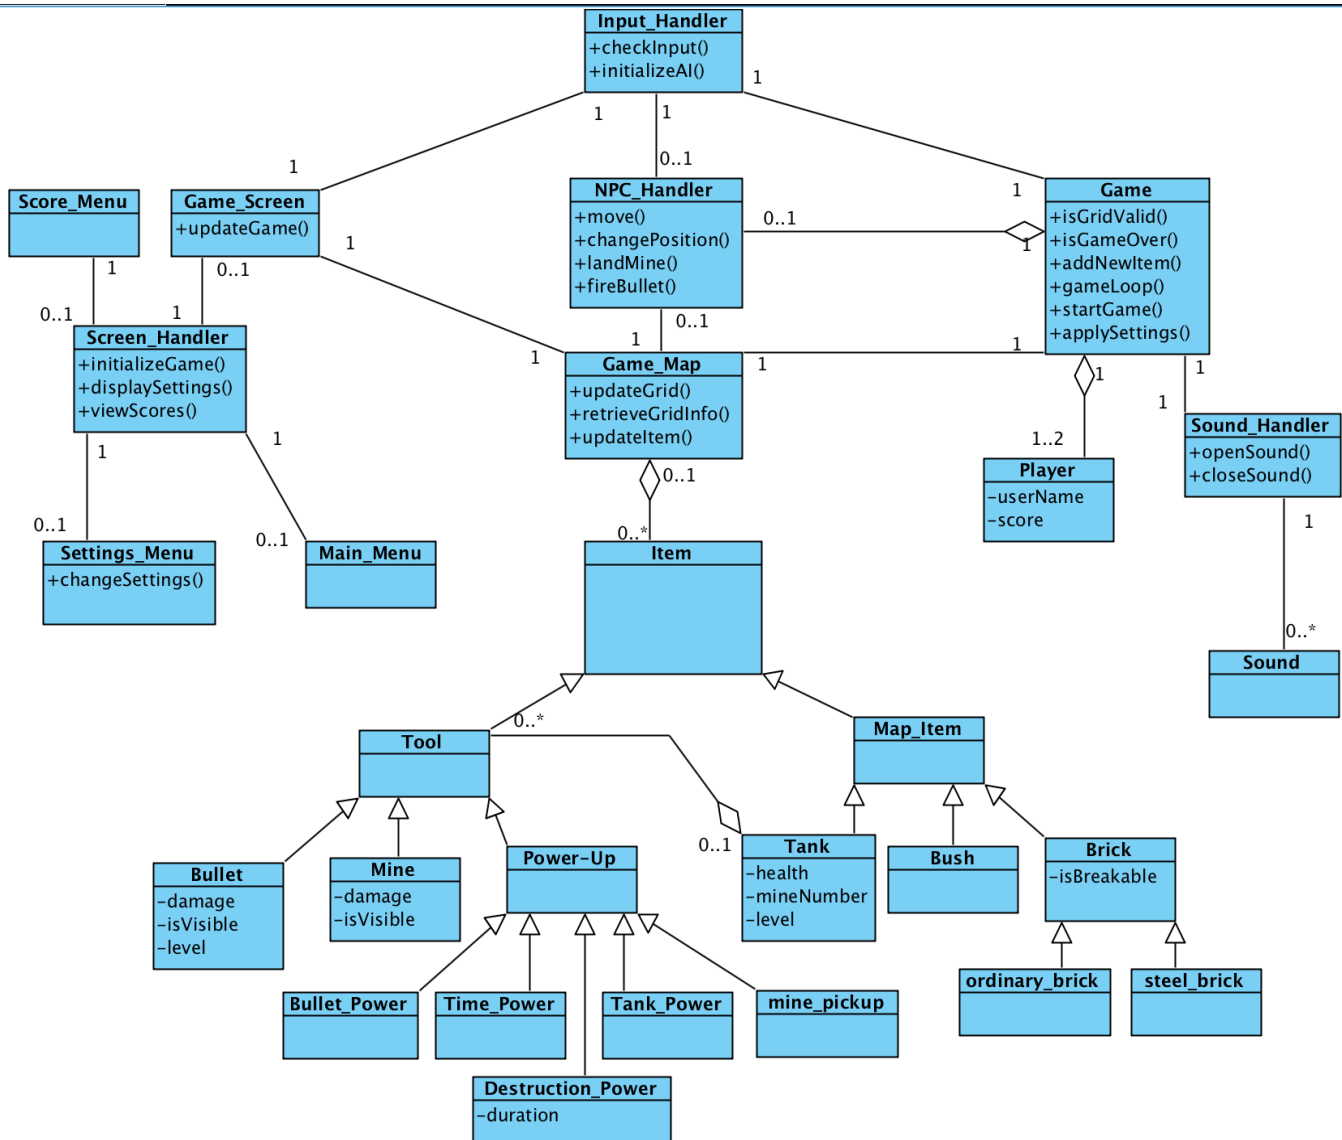 Input_Handler
+checkInput()
+initializeAI()
1
1
1
1
0..1
1
Score_Menu
Game_Screen
+updateGame()
NPC_Handler
+move()
+changePosition()
+landMine()
+fireBullet()
0..1
1
Game
+isGridValid()
+isGameOver()
+addNewItem()
+gameLoop()
+startGame()
+applySettings()
1
0..1
1
0..1
1
Screen_Handler
+initializeGame()
+displaySettings()
+viewScores()
1
0..1
1
1
1
Game_Map
+updateGrid()
+retrieveGridInfo()
+updateItem()
1
1
1
1
1..2
Player
-userName
-score
Sound_Handler
+openSound()
+closeSound()
1
1
0..1
0..1
0..1
0..*
Settings_Menu
+changeSettings()
Main_Menu
Item
1
0..*
Sound
0..*
Tool
Map_Item
0..1
Bullet
-damage
-isVisible
-level
Mine
-damage
-isVisible
Power-Up
Tank
-health
-mineNumber
-level
Bush
Brick
-isBreakable
Bullet_Power
Time_Power
Tank_Power
mine_pickup
ordinary_brick
steel_brick
Destruction_Power
-duration